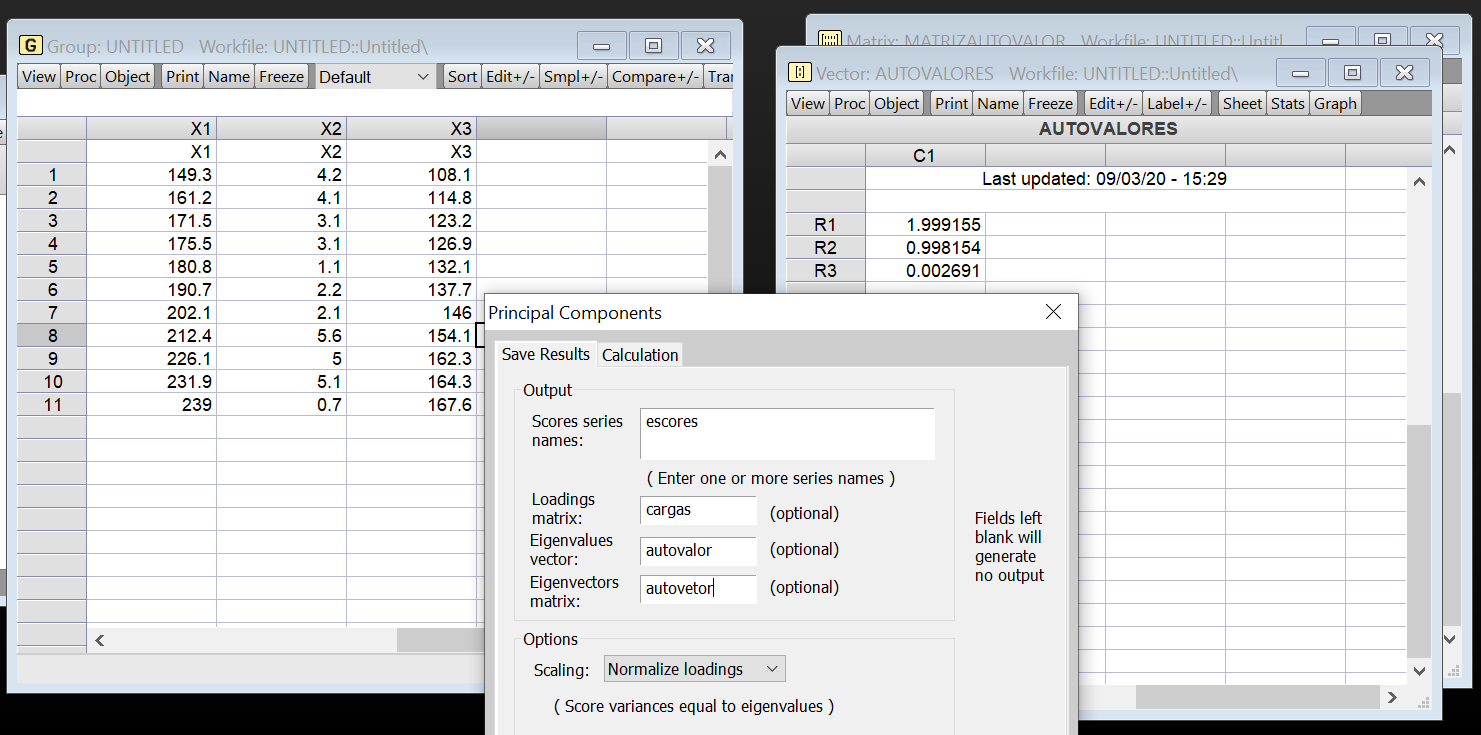 Group: UNTITLED Workfile: UNTITLED::Untitled\
View Proc Object Print Name Freeze Default Sort Edit+/- Smpl+/- Compare+/- Tran
X1 X2 X3
X1 X2 X3
1 149.3 4.2 108.1
2 161.2 4.1 114.8
3 171.5 3.1 123.2
4 175.5 3.1 126.9
5 180.8 1.1 132.1
6 190.7 2.2 137.7
7 202.1 2.1 146
8 212.4 5.6 154.1
9 226.1 5 162.3
10 231.9 5.1 164.3
11 239 0.7 167.6
Matrix: MATRIZAUTOVALOR Workfile: UNTITLED::Untitl
Vector: AUTOVALORES Workfile: UNTITLED::Untitled\
View Proc Object Print Name Freeze Edit+/- Label+/- Sheet Stats Graph
AUTOVALORES
C1
Last updated: 09/03/20 - 15:29
R1 1.999155
R2 0.998154
R3 0.002691
Principal Components
Save Results Calculation
Output
Scores series
names:
escores
( Enter one or more series names )
Loadings
matrix:
cargas (optional)
Eigenvalues
vector:
autovalor (optional)
Eigenvectors
matrix:
autovetor (optional)
Fields left
blank will
generate
no output
Options
Scaling: Normalize loadings
( Score variances equal to eigenvalues )